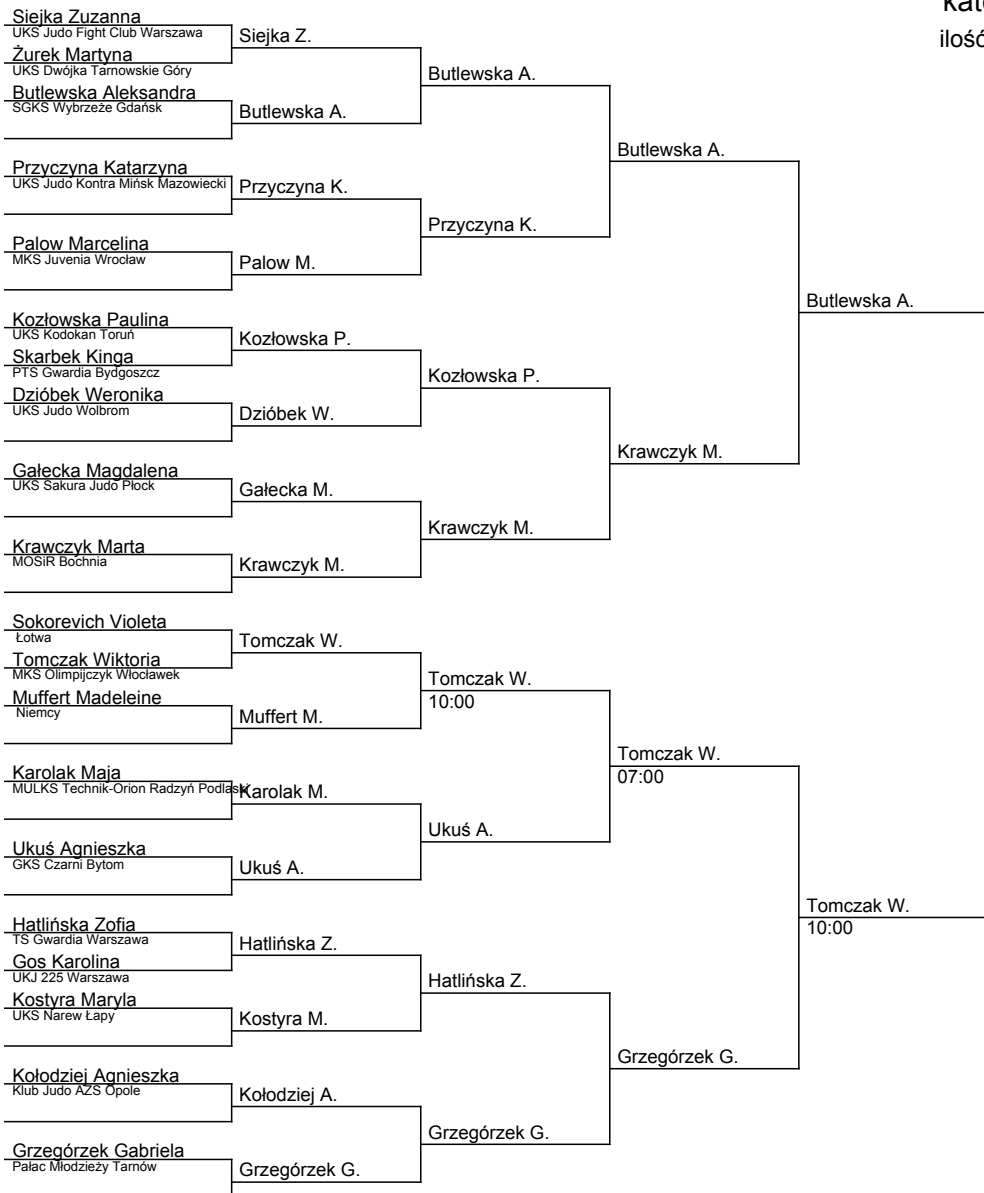 kate
ilość
Siejka Zuzanna
UKS Judo Fight Club Warszawa
Żurek Martyna
UKS Dwójka Tarnowskie Góry
Butlewska Aleksandra
SGKS Wybrzeże Gdańsk
Przyczyna Katarzyna
UKS Judo Kontra Mińsk Mazowiecki
Palow Marcelina
MKS Juvenia Wrocław
Kozłowska Paulina
UKS Kodokan Toruń
Skarbek Kinga
PTS Gwardia Bydgoszcz
Dzióbek Weronika
UKS Judo Wolbrom
Gałecka Magdalena
UKS Sakura Judo Płock
Krawczyk Marta
MOSiR Bochnia
Sokorevich Violeta
Łotwa
Tomczak Wiktoria
MKS Olimpijczyk Włocławek
Muffert Madeleine
Niemcy
Karolak Maja
MULKS Technik-Orion Radzyń Podlaski
Ukuś Agnieszka
GKS Czarni Bytom
Hatlińska Zofia
TS Gwardia Warszawa
Gos Karolina
UKJ 225 Warszawa
Kostyra Maryla
UKS Narew Łapy
Kołodziej Agnieszka
Klub Judo AZS Opole
Grzegórzek Gabriela
Pałac Młodzieży Tarnów
Siejka Z.
Butlewska A.
Przyczyna K.
Palow M.
Kozłowska P.
Dzióbek W.
Gałecka M.
Krawczyk M.
Tomczak W.
Muffert M.
Karolak M.
Ukuś A.
Hatlińska Z.
Kostyra M.
Kołodziej A.
Grzegórzek G.
Butlewska A.
Przyczyna K.
Kozłowska P.
Krawczyk M.
Tomczak W.
10:00
Ukuś A.
Hatlińska Z.
Grzegórzek G.
Butlewska A.
Krawczyk M.
Tomczak W.
07:00
Grzegórzek G.
Butlewska A.
Tomczak W.
10:00